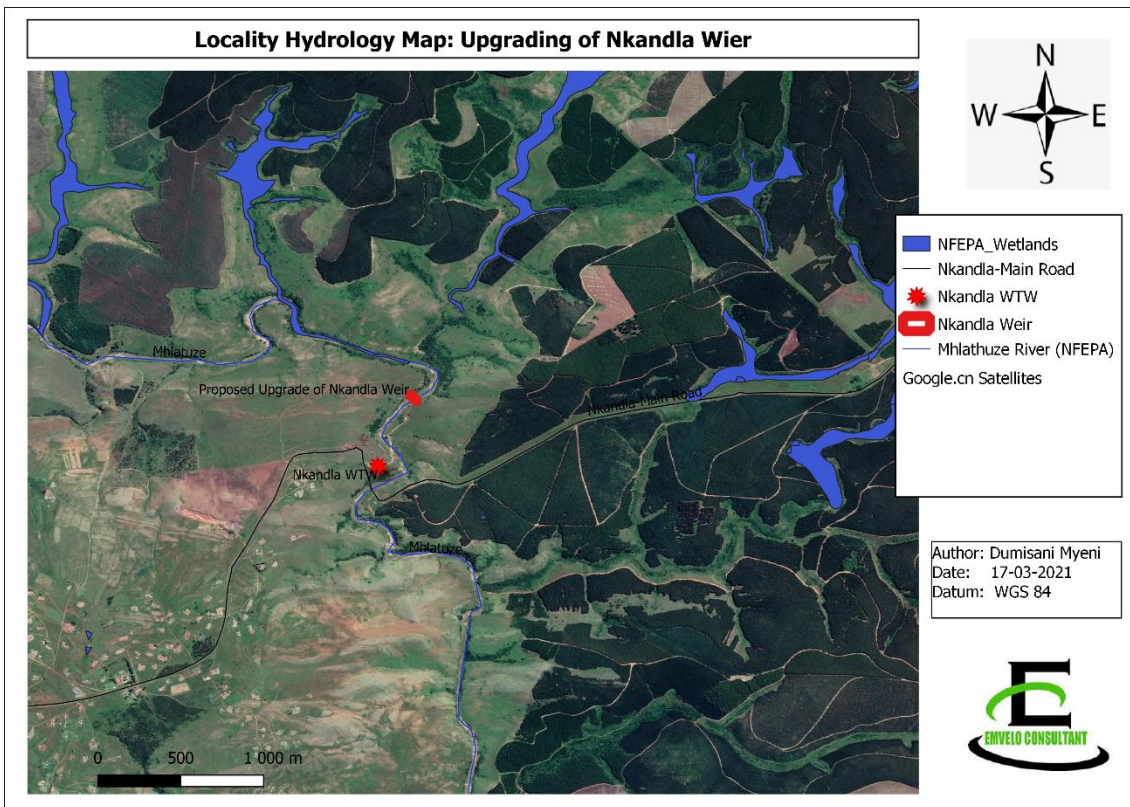 Locality Hydrology Map: Upgrading of Nkandla Wier
N
W E
S
NFEPA_Wetlands
Nkandla-Main Road
Nkandla WTW
Nkandla Weir
Mhlathuze River (NFEPA)
Google.cn Satellites
Mhlatuze
Proposed Upgrade of Nkandla Weir
Nkandla-Main Road
Nkandla WTW
Mhlatuze
0 500 1 000 m
Author: Dumisani Myeni
Date: 17-03-2021
Datum: WGS 84
E
EMVELO CONSULTANT